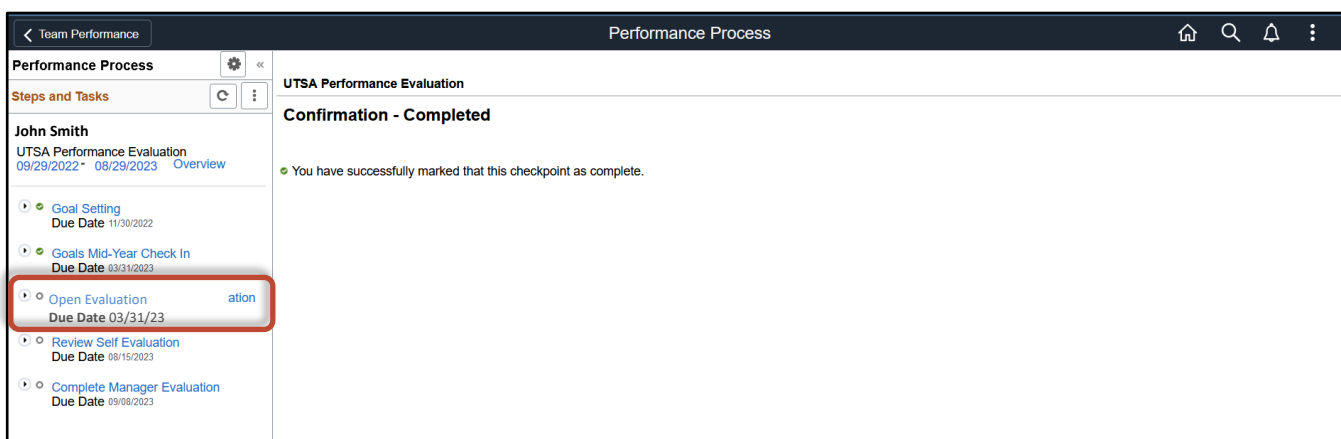 Team Performance
Performance Process
Performance Process
«
Steps and Tasks
John Smith
UTSA Performance Evaluation
09/29/2022 - 08/29/2023 Overview
Goal Setting
Due Date 11/30/2022
Goals Mid-Year Check In
Due Date 03/31/2023
Open Evaluation ation
Due Date 03/31/23
Review Self Evaluation
Due Date 08/15/2023
Complete Manager Evaluation
Due Date 09/08/2023
UTSA Performance Evaluation
Confirmation - Completed
You have successfully marked that this checkpoint as complete.